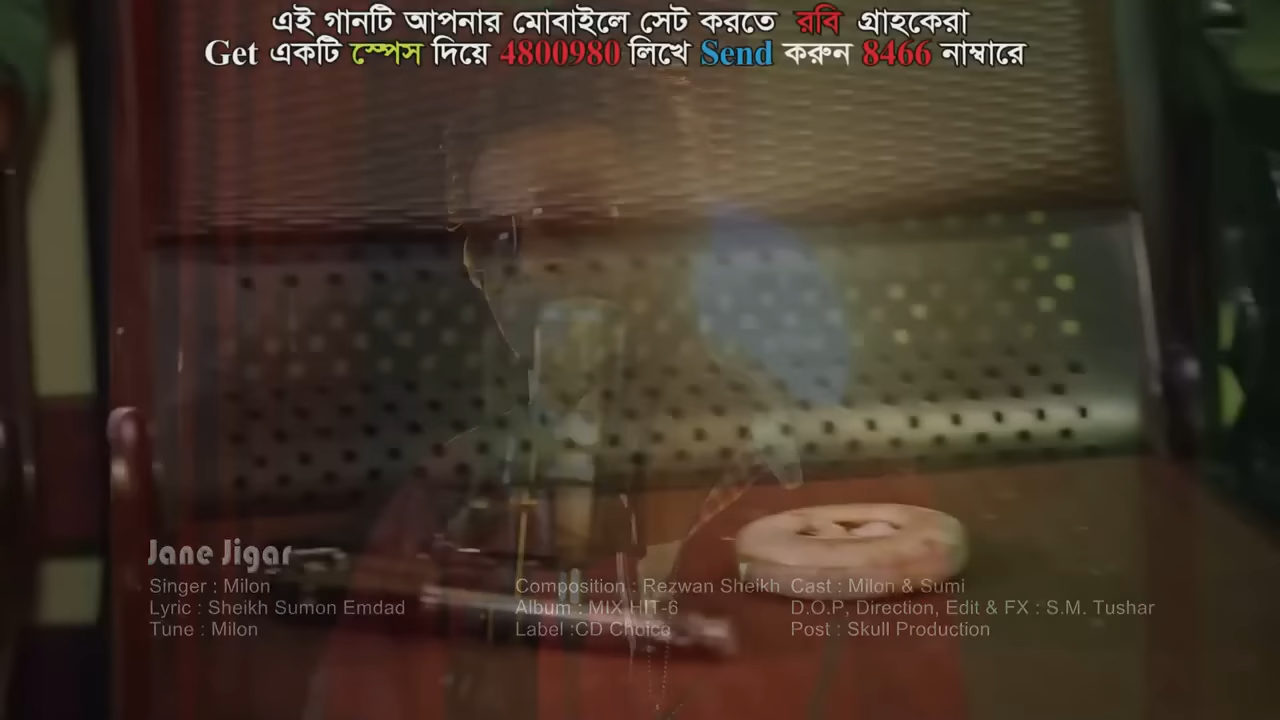 এই গানটি আপনার মোবাইলে সেট করতে রবি গ্রাহকেরা
Get একটি স্পেস দিয়ে 4800980 লিখে Send করুন 8466 নাম্বারে
Jane Jigar
Singer : Milon
Lyric : Sheikh Sumon Emdad
Tune : Milon
Composition : Rezwan Sheikh
Album : MIX HIT-6
Label :CD Choice
Cast : Milon & Sumi
D.O.P, Direction, Edit & FX : S.M. Tushar
Post : Skull Production